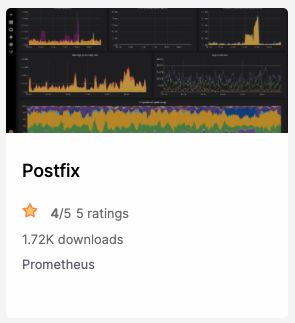 Postfix
4/5 5 ratings
1.72K downloads
Prometheus